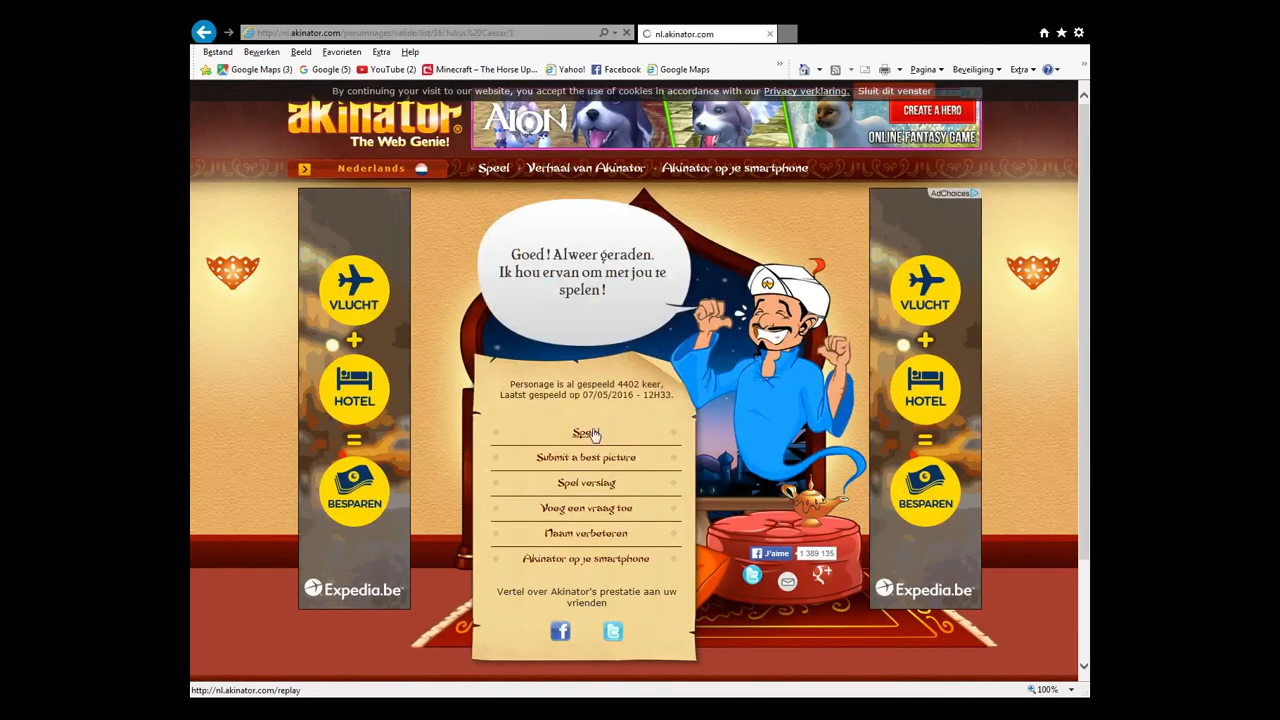 http://nl.akinator.com/personnages/valide/list/16/Julius%20Caesar/1
nl.akinator.com
Bestand Bewerken Beeld Favorieten Extra Help
Google Maps (3) Google (5) YouTube (2) Minecraft – The Horse Up... Yahoo! Facebook Google Maps
Pagina Beveiliging Extra
By continuing your visit to our website, you accept the use of cookies in accordance with our Privacy verklaring. Sluit dit venster
akinator
The Web Genie!
AION
CREATE A HERO
ONLINE FANTASY GAME
Nederlands
Speel Verhaal van Akinator Akinator op je smartphone
AdChoices
Goed ! Alweer geraden.
Ik hou ervan om met jou te
spelen !
VLUCHT
+
HOTEL
=
BESPAREN
Expedia.be
Personage is al gespeeld 4402 keer,
Laatst gespeeld op 07/05/2016 - 12H33.
Submit a best picture
Spel verslag
Voeg een vraag toe
Naam verbeteren
Akinator op je smartphone
Vertel over Akinator's prestatie aan uw
vrienden
J'aime 1 389 135
VLUCHT
+
HOTEL
=
BESPAREN
Expedia.be
http://nl.akinator.com/replay
100%